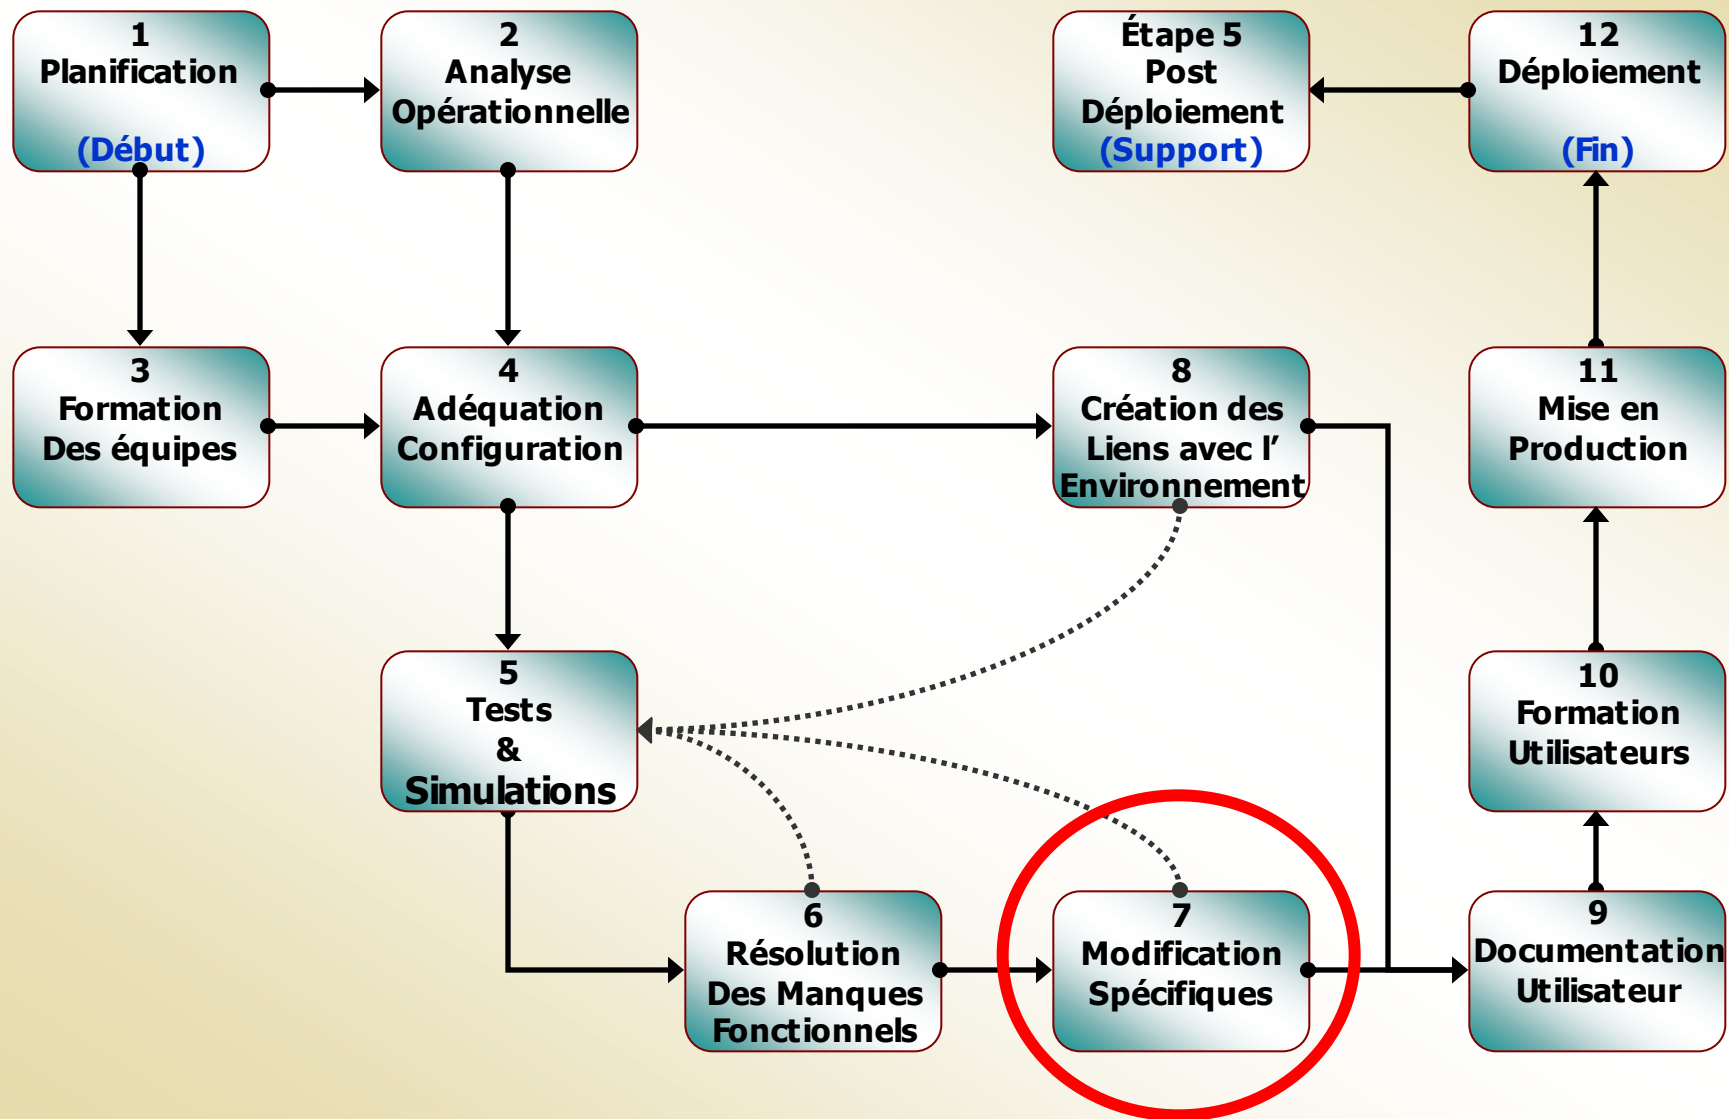 1
Planification
(Début)
2
Analyse
Opérationnelle
Étape 5
Post
Déploiement
(Support)
12
Déploiement
(Fin)
3
Formation
Des équipes
4
Adéquation
Configuration
8
Création des
Liens avec l’
Environnement
11
Mise en
Production
5
Tests
&
Simulations
10
Formation
Utilisateurs
6
Résolution
Des Manques
Fonctionnels
7
Modification
Spécifiques
9
Documentation
Utilisateur